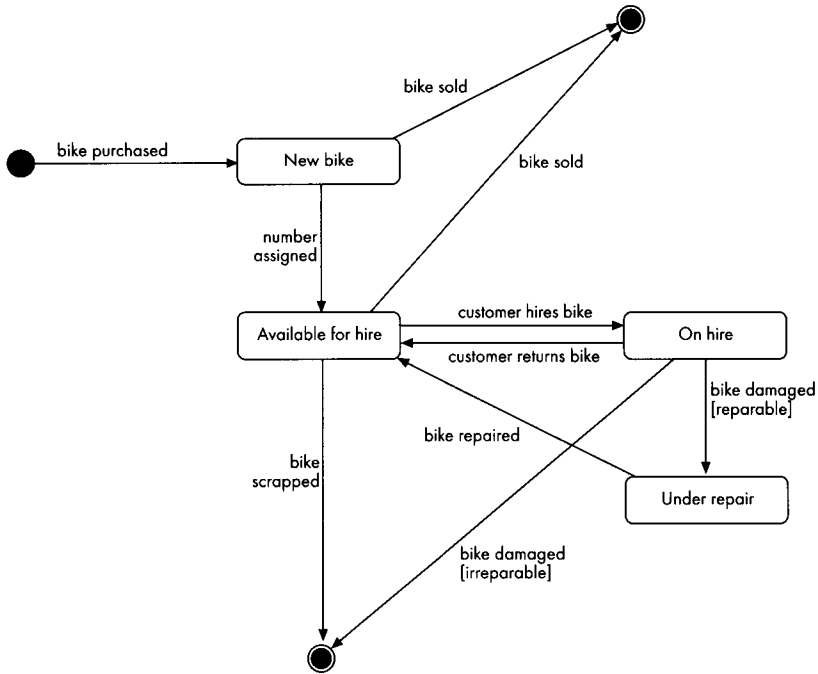 bike sold
bike purchased
New bike
bike sold
number
assigned
customer hires bike
Available for hire
On hire
customer returns bike
bike damaged
[reparable]
bike repaired
bike
scrapped
Under repair
bike damaged
[irreparable]